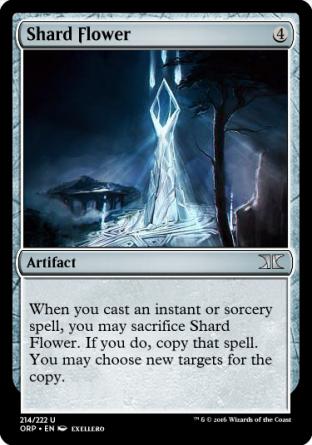 Shard Flower 4
Artifact
When you cast an instant or sorcery
spell, you may sacrifice Shard
Flower. If you do, copy that spell.
You may choose new targets for the
copy.
214/222 U
ORP • EN EXELLERO
™ & © 2016 Wizards of the Coast